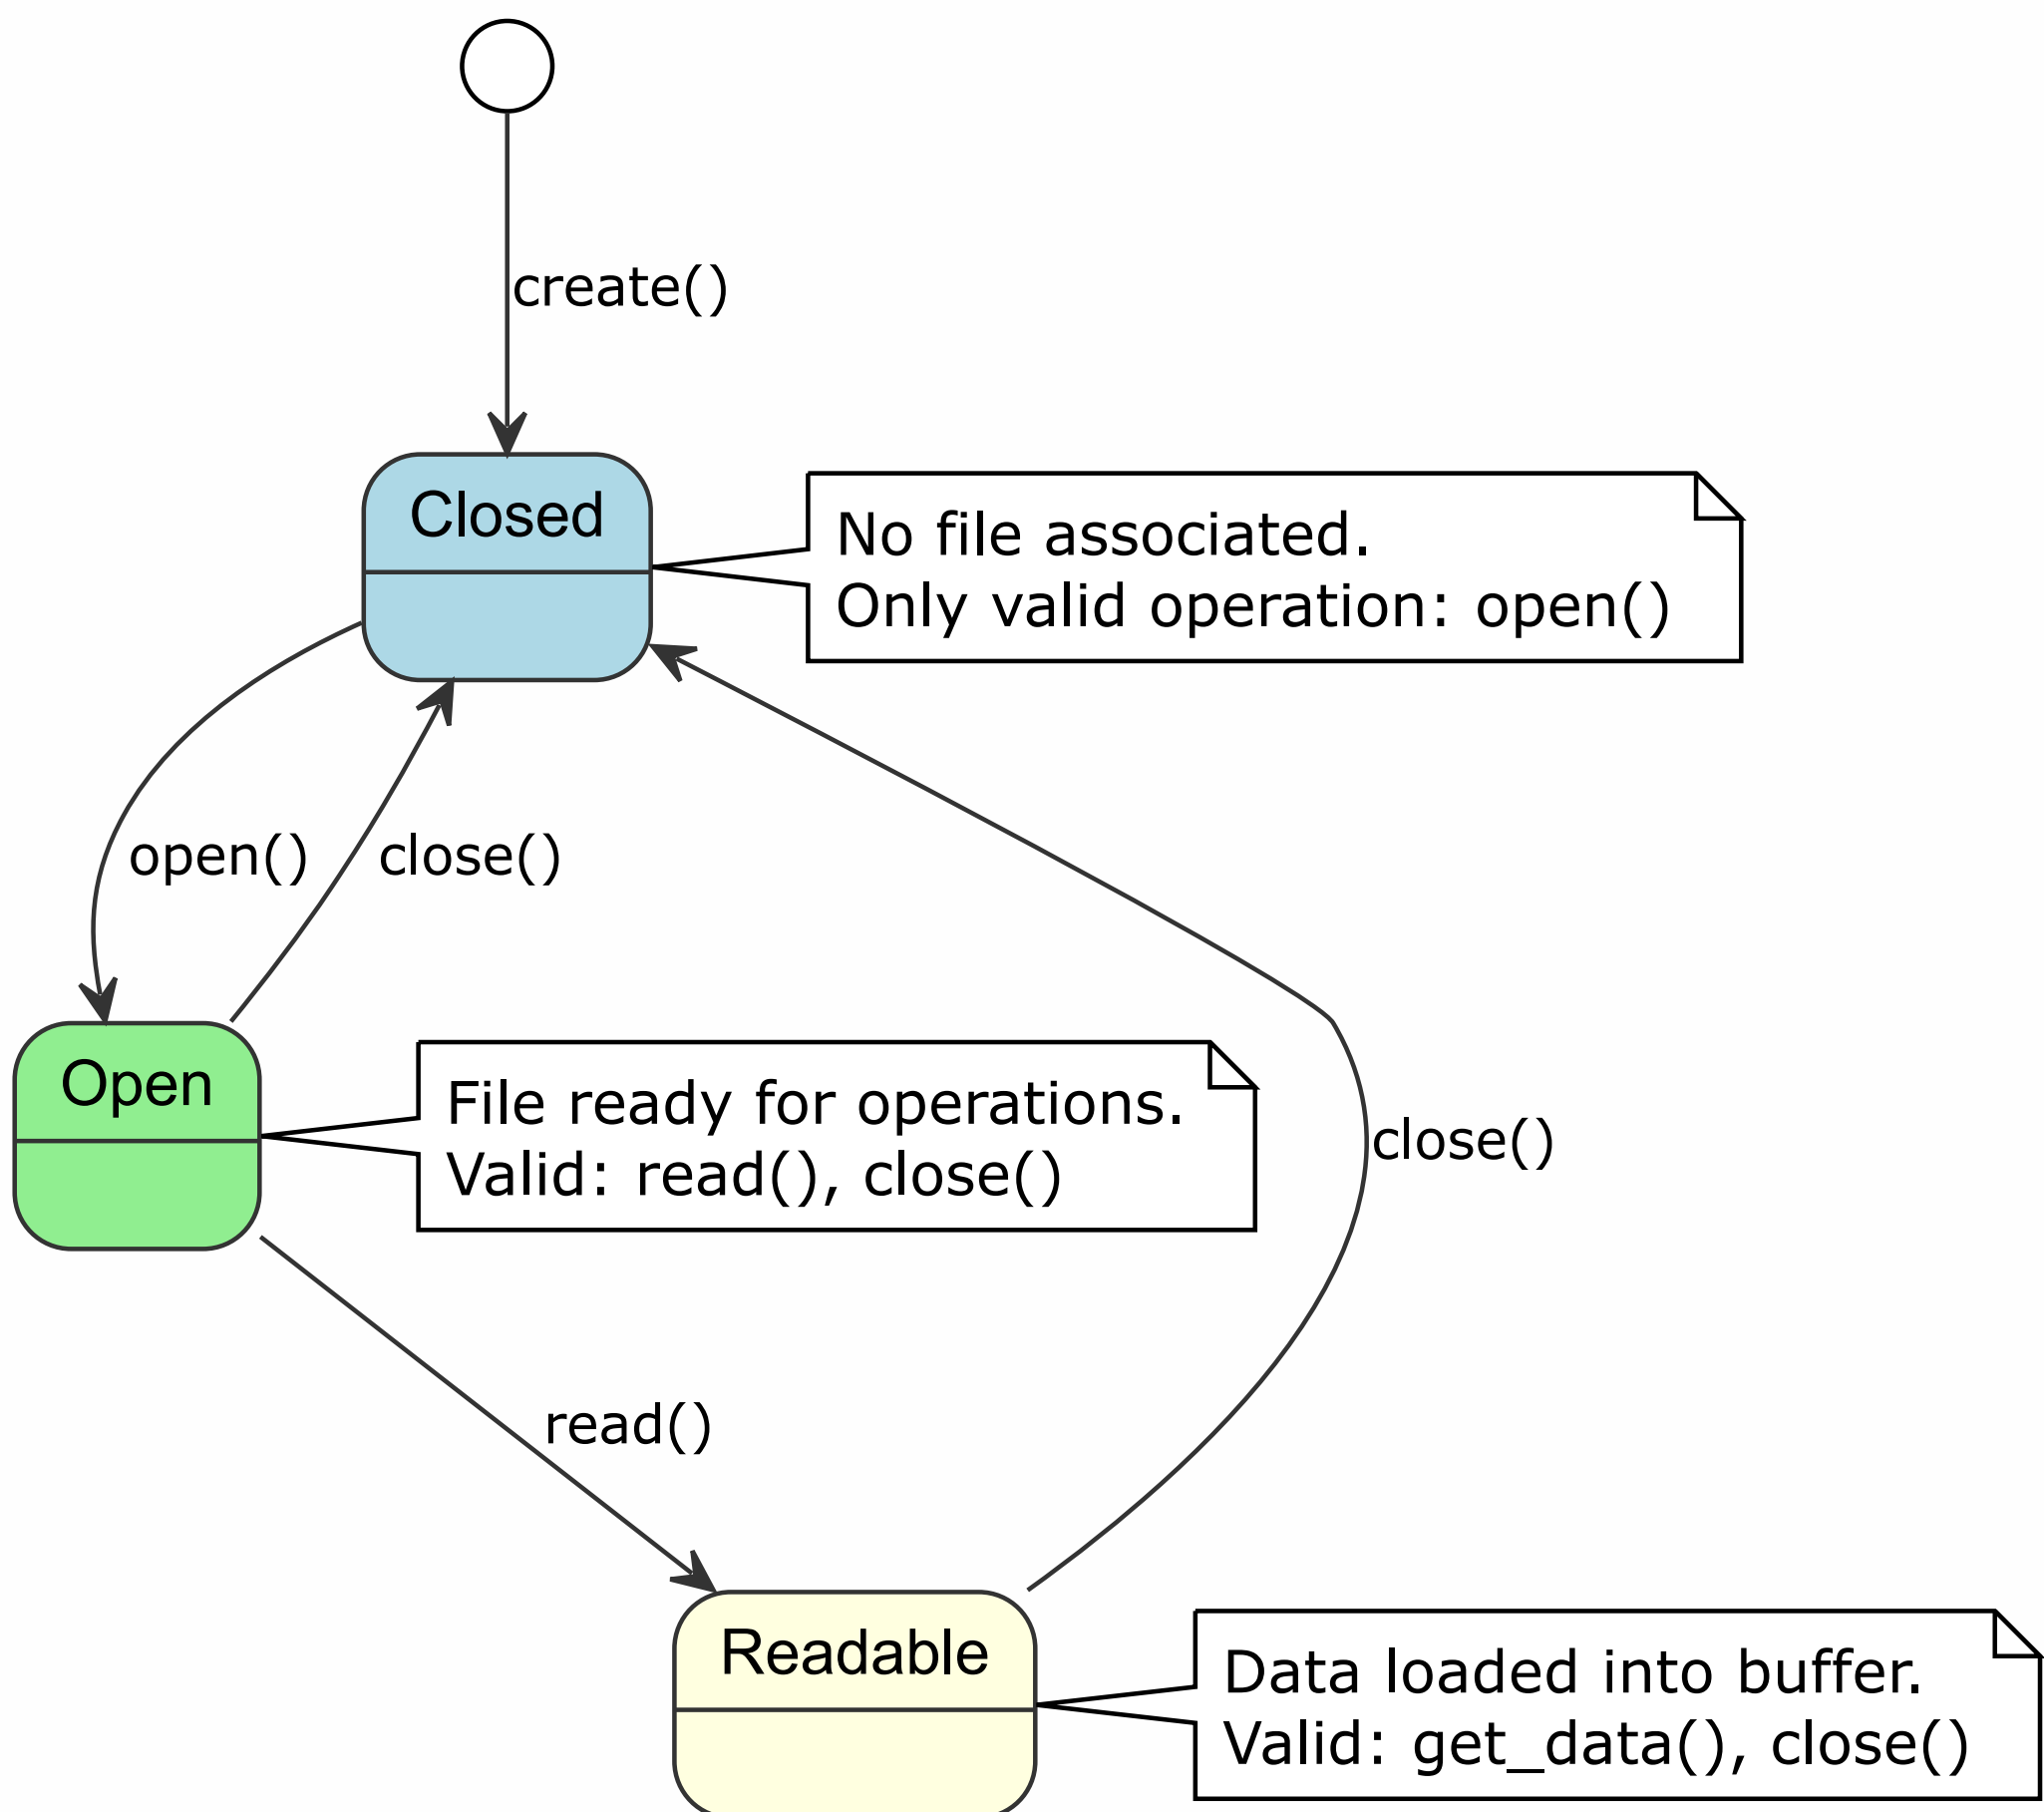 create()
Closed
No file associated.
Only valid operation: open()
open()
close()
Open
File ready for operations.
Valid: read(), close()
close()
read()
Readable
Data loaded into buffer.
Valid: get_data(), close()